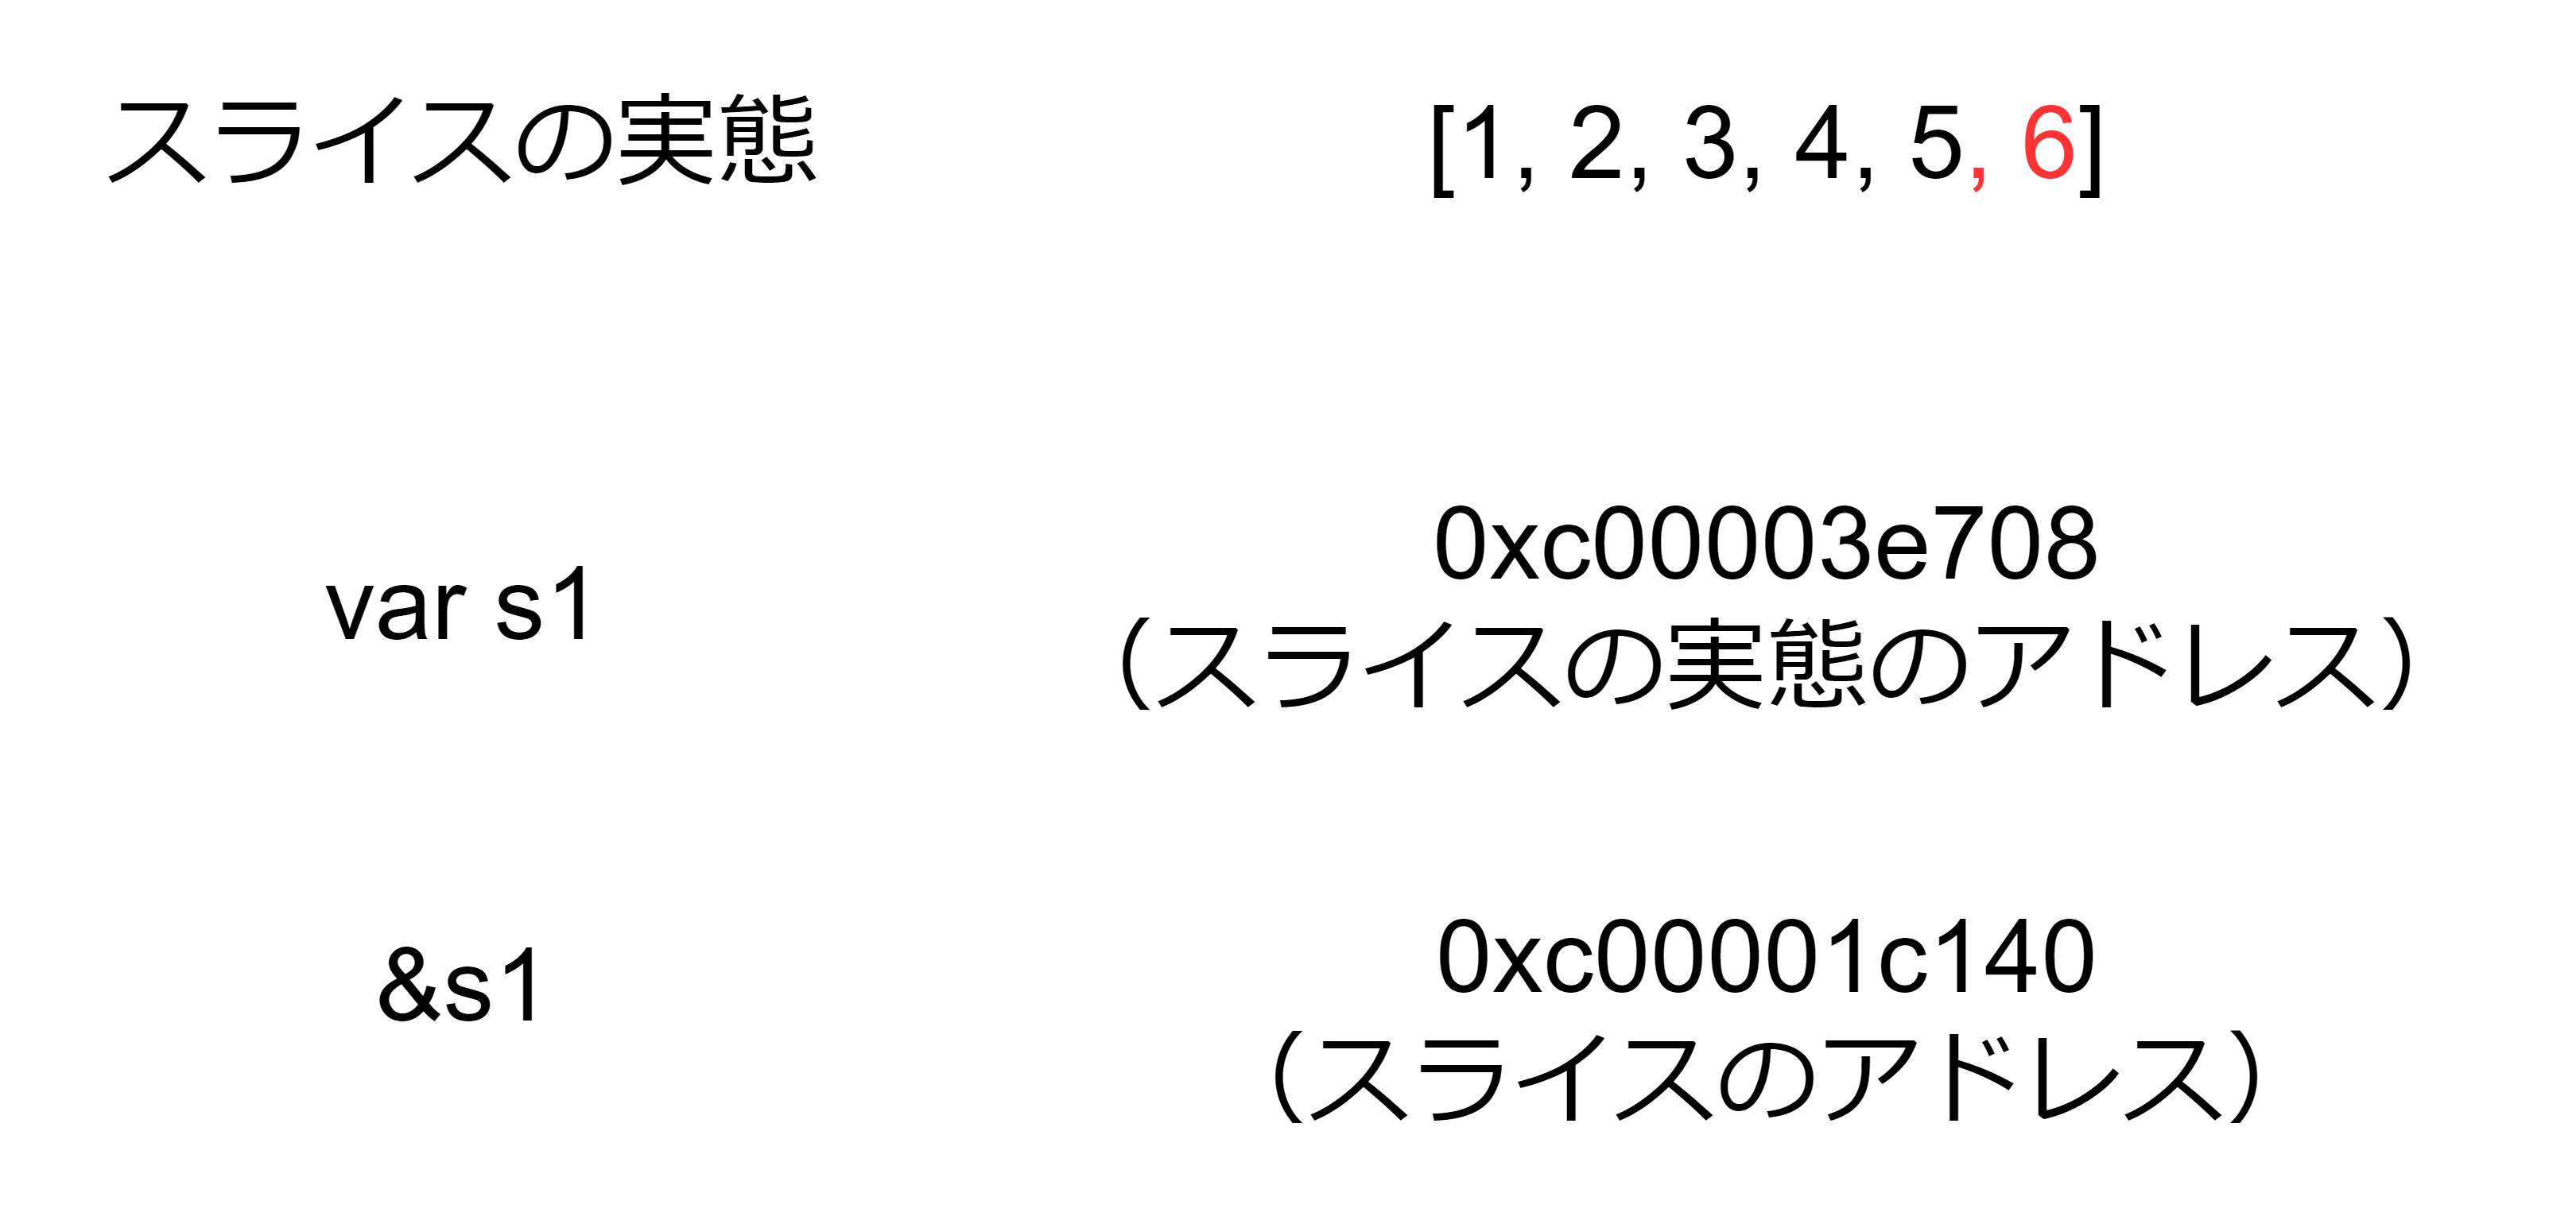 スライスの実態
[1, 2, 3, 4, 5, 6]
var s1
0xc00003e708
（スライスの実態のアドレス）
&s1
0xc00001c140
（スライスのアドレス）